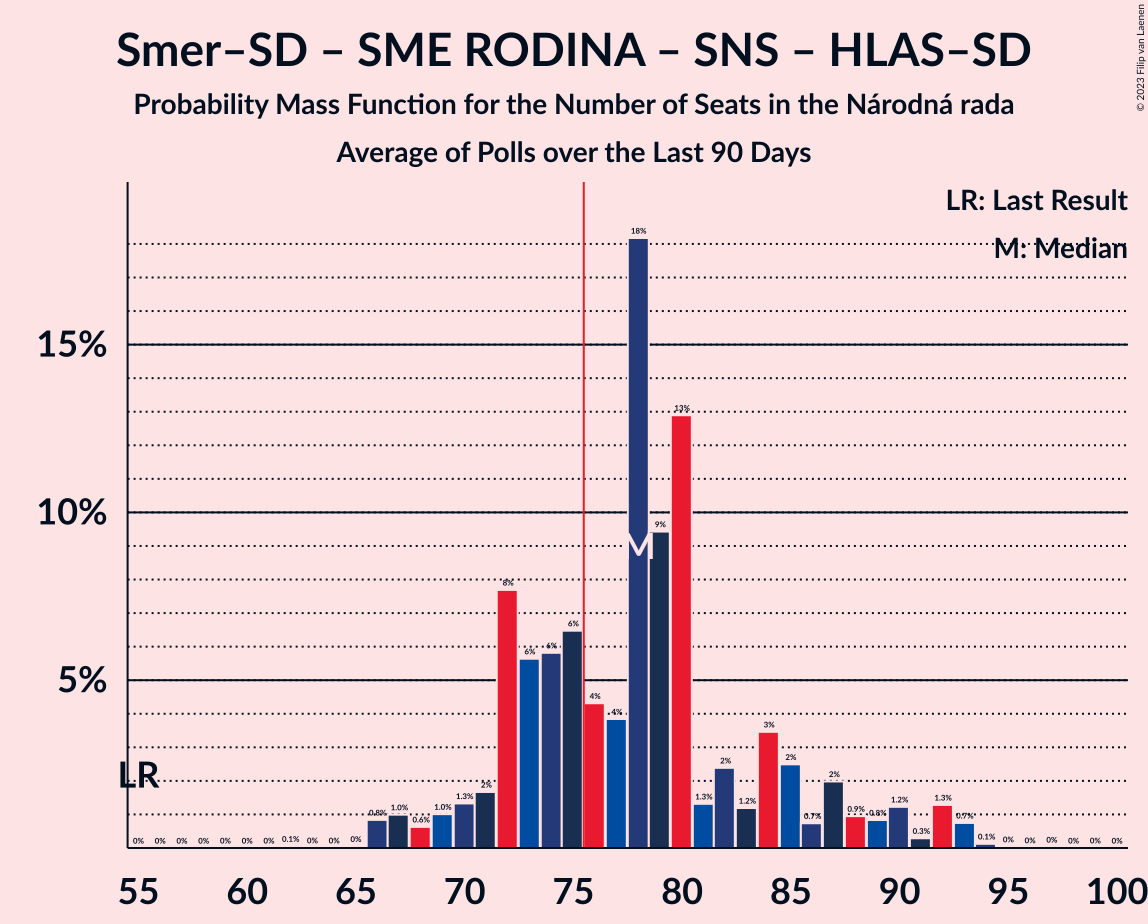 Smer–SD – SME RODINA – SNS – HLAS–SD
Probability Mass Function for the Number of Seats in the Národná rada
Average of Polls over the Last 90 Days
© 2023 Filip van Laenen
LR: Last Result
M: Median
15%
10%
5%
LR
M
0% 0% 0% 0% 0% 0% 0% 0.1% 0% 0% 0% 0.8% 1.0% 0.6% 1.0% 1.3% 2% 8% 6% 6% 6% 4% 4% 18% 9% 13% 1.3% 2% 1.2% 3% 2% 0.7% 2% 0.9% 0.8% 1.2% 0.3% 1.3% 0.7% 0.1% 0% 0% 0% 0% 0% 0%
55 60 65 70 75 80 85 90 95 100